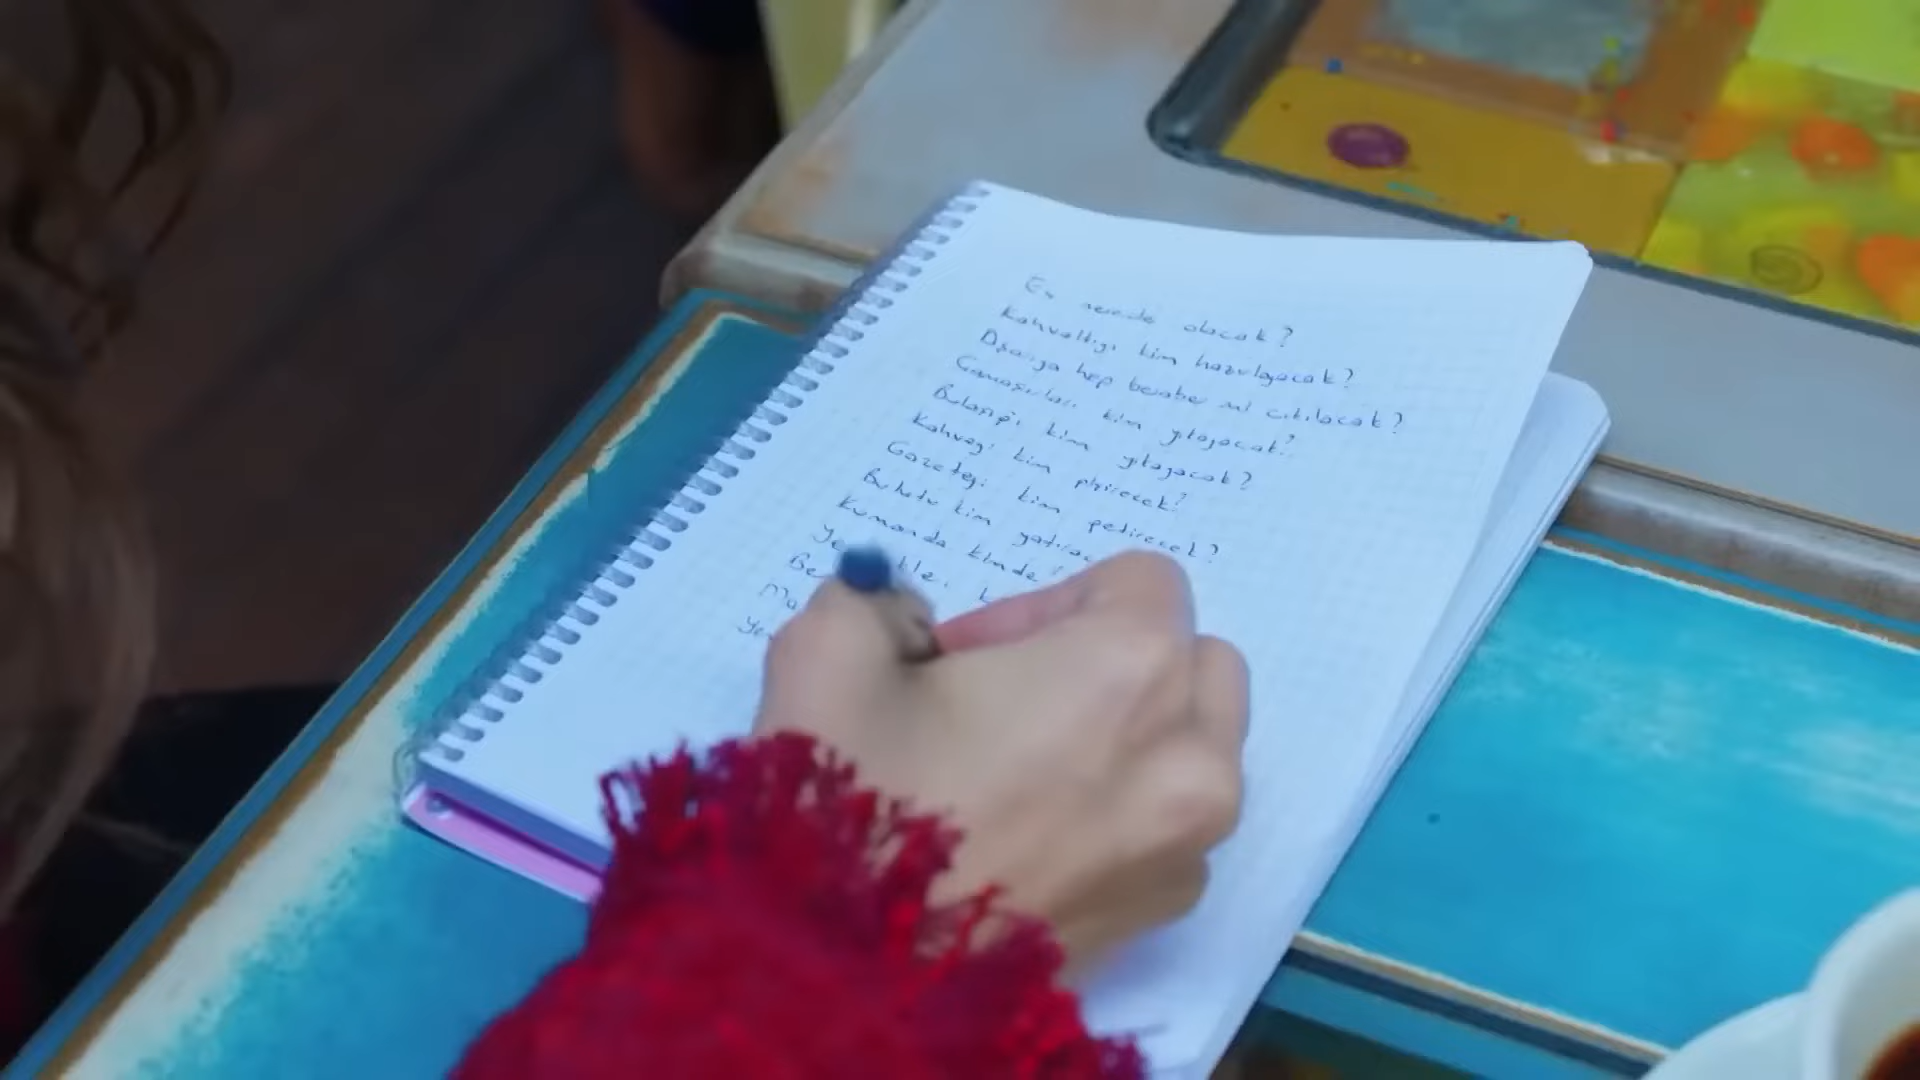 Ev nerede olacak?
Kahvaltıyı kim hazırlayacak?
Dışarıya hep beraber mi çıkılacak?
Çamaşırları kim yıkayacak?
Bulaşığı kim yıkayacak?
Kahveyi kim pişirecek?
Gazeteyi kim getirecek?
Bulutu kim
Kumanda kimde?